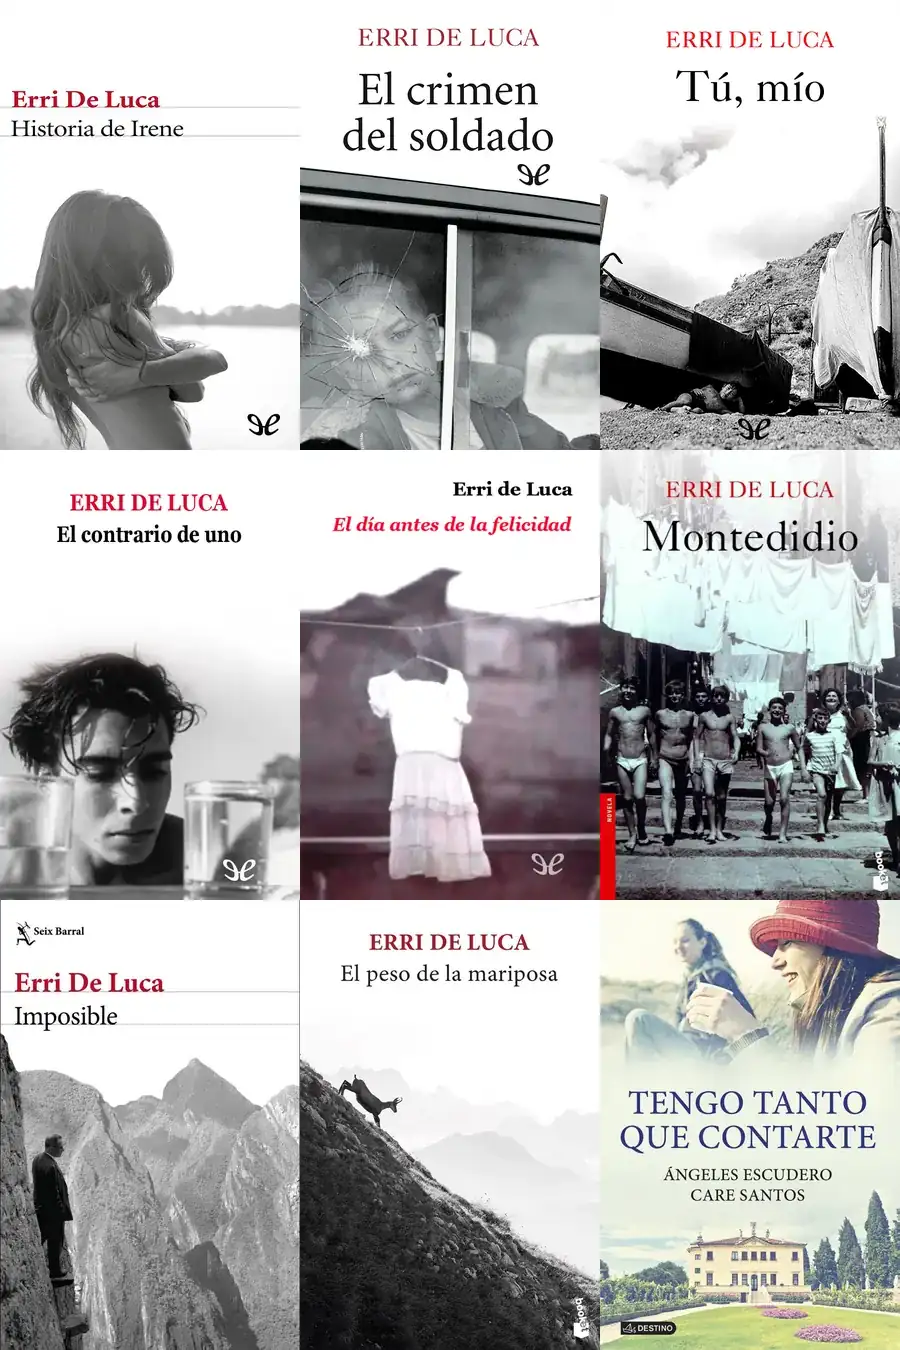 Erri De Luca
Historia de Irene
ERRI DE LUCA
El crimen
del soldado
ERRI DE LUCA
Tú, mío
ERRI DE LUCA
El contrario de uno
Erri de Luca
El día antes de la felicidad
ERRI DE LUCA
Montedidio
NOVELA
booket
Seix Barral
Erri De Luca
Imposible
ERRI DE LUCA
El peso de la mariposa
booket
TENGO TANTO
QUE CONTARTE
ÁNGELES ESCUDERO
CARE SANTOS
DESTINO